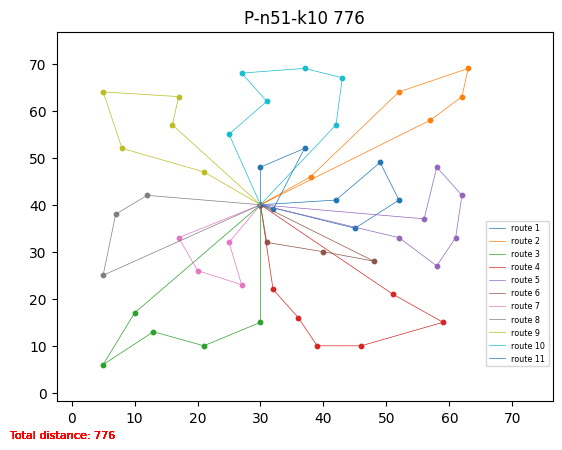 P-n51-k10 776
70
60
50
40
30
20
10
0
0 10 20 30 40 50 60 70
route 1
route 2
route 3
route 4
route 5
route 6
route 7
route 8
route 9
route 10
route 11
Total distance: 776